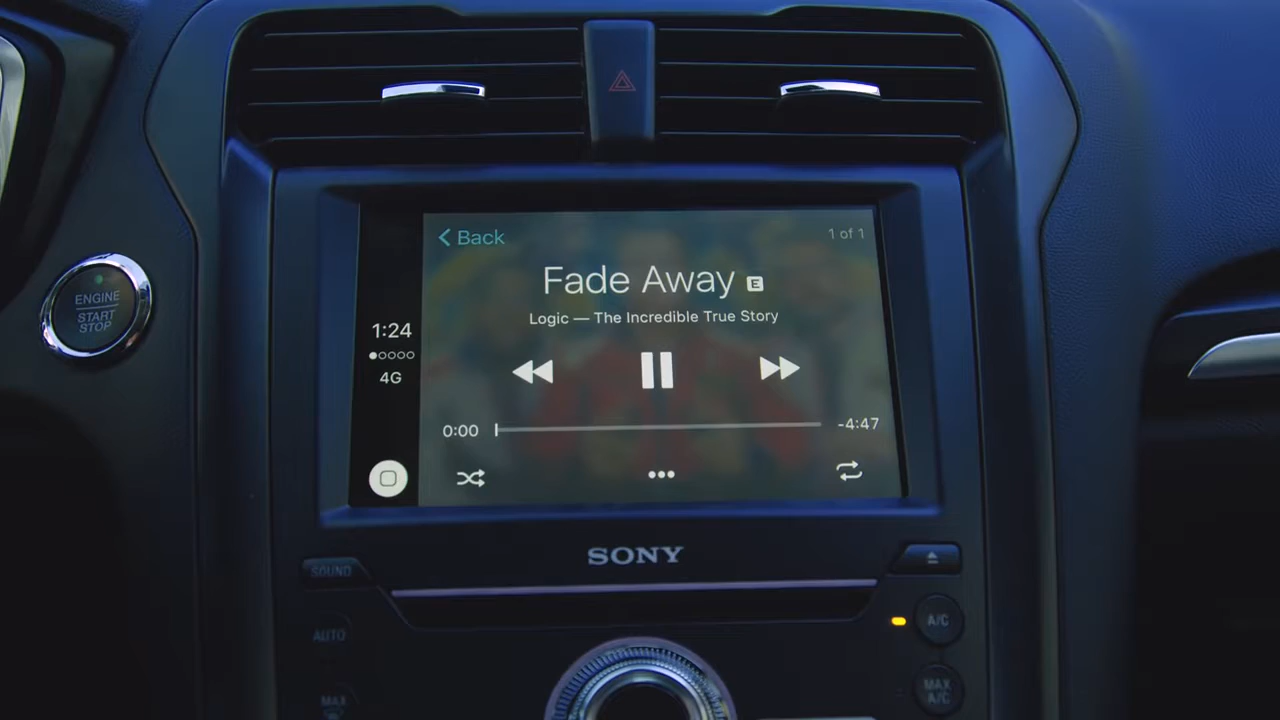 Back
1 of 1
Fade Away E
Logic — The Incredible True Story
1:24
4G
0:00
-4:47
ENGINE
START
STOP
SONY
SOUND
AUTO
MAX
A/C
MAX
A/C